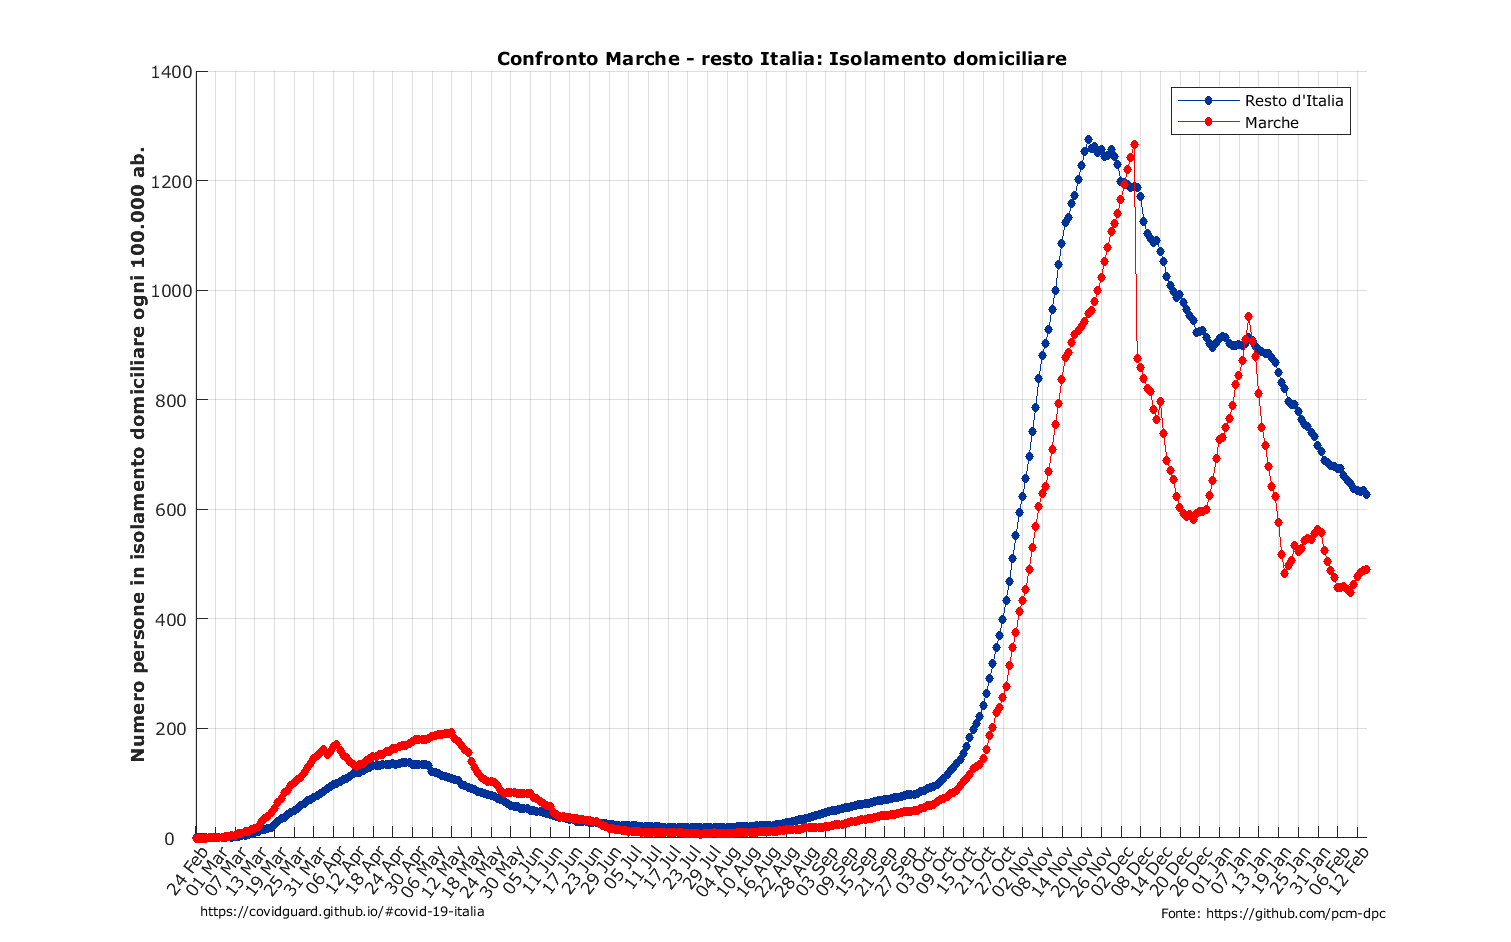 Confronto Marche - resto Italia: Isolamento domiciliare
Numero persone in isolamento domiciliare ogni 100.000 ab.
1400
1200
1000
800
600
400
200
0
Resto d'Italia
Marche
24 Feb
01 Mar
07 Mar
13 Mar
19 Mar
25 Mar
31 Mar
06 Apr
12 Apr
18 Apr
24 Apr
30 Apr
06 May
12 May
18 May
24 May
30 May
05 Jun
11 Jun
17 Jun
23 Jun
29 Jun
05 Jul
11 Jul
17 Jul
23 Jul
29 Jul
04 Aug
10 Aug
16 Aug
22 Aug
28 Aug
03 Sep
09 Sep
15 Sep
21 Sep
27 Sep
03 Oct
09 Oct
15 Oct
21 Oct
27 Oct
02 Nov
08 Nov
14 Nov
20 Nov
26 Nov
02 Dec
08 Dec
14 Dec
20 Dec
26 Dec
01 Jan
07 Jan
13 Jan
19 Jan
25 Jan
31 Jan
06 Feb
12 Feb
https://covidguard.github.io/#covid-19-italia
Fonte: https://github.com/pcm-dpc